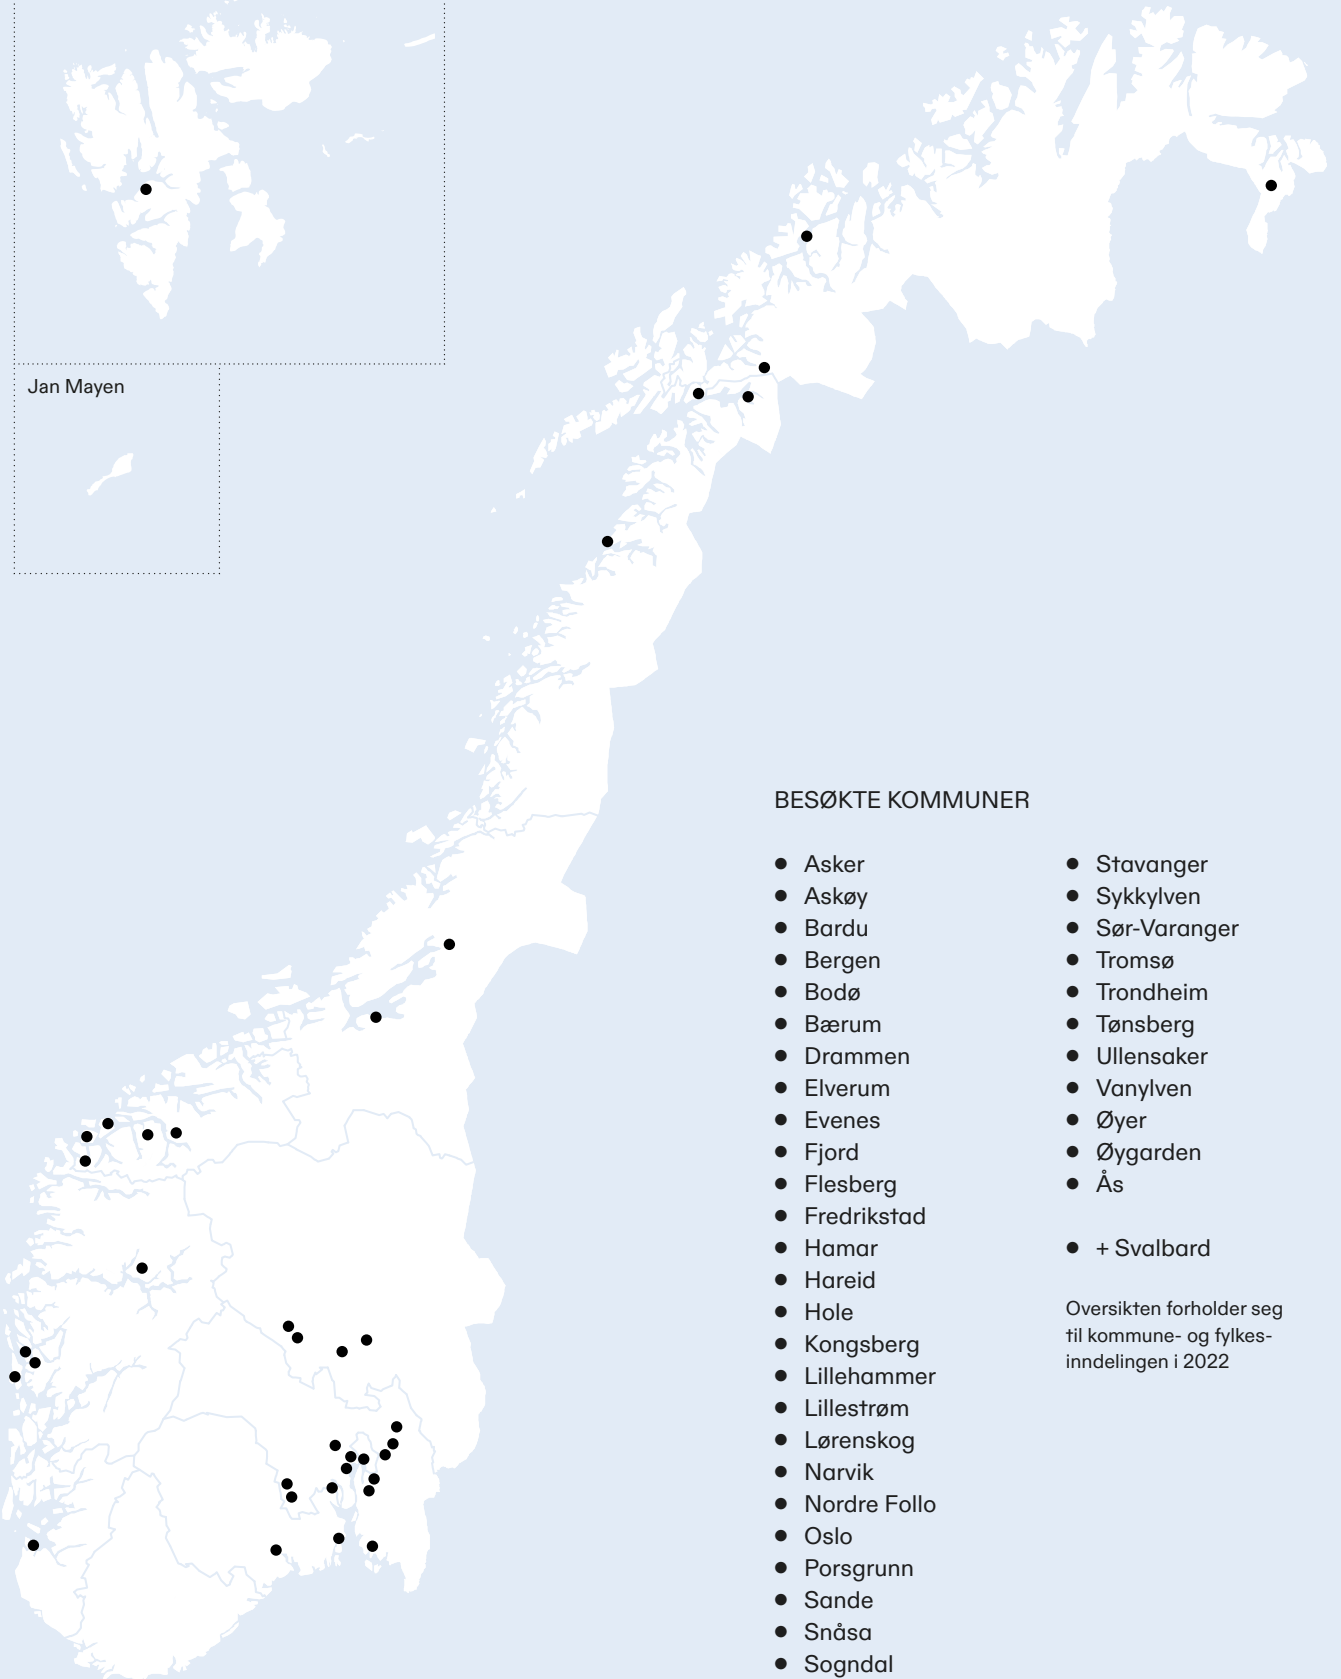 Jan Mayen
BESØKTE KOMMUNER
Asker
Askøy
Bardu
Bergen
Bodø
Bærum
Drammen
Elverum
Evenes
Fjord
Flesberg
Fredrikstad
Hamar
Hareid
Hole
Kongsberg
Lillehammer
Lillestrøm
Lørenskog
Narvik
Nordre Follo
Oslo
Porsgrunn
Sande
Snåsa
Sogndal
Stavanger
Sykkylven
Sør-Varanger
Tromsø
Trondheim
Tønsberg
Ullensaker
Vanylven
Øyer
Øygarden
Ås
+ Svalbard
Oversikten forholder seg
til kommune- og fylkes-
inndelingen i 2022